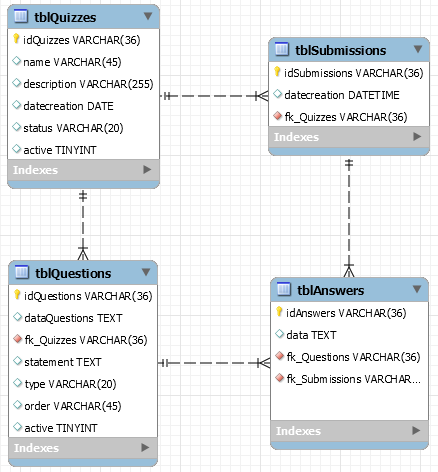 tblQuizzes
idQuizzes VARCHAR(36)
name VARCHAR(45)
description VARCHAR(255)
datecreation DATE
status VARCHAR(20)
active TINYINT
Indexes
tblSubmissions
idSubmissions VARCHAR(36)
datecreation DATETIME
fk_Quizzes VARCHAR(36)
Indexes
tblQuestions
idQuestions VARCHAR(36)
dataQuestions TEXT
fk_Quizzes VARCHAR(36)
statement TEXT
type VARCHAR(20)
order VARCHAR(45)
active TINYINT
Indexes
tblAnswers
idAnswers VARCHAR(36)
data TEXT
fk_Questions VARCHAR(36)
fk_Submissions VARCHAR...
Indexes